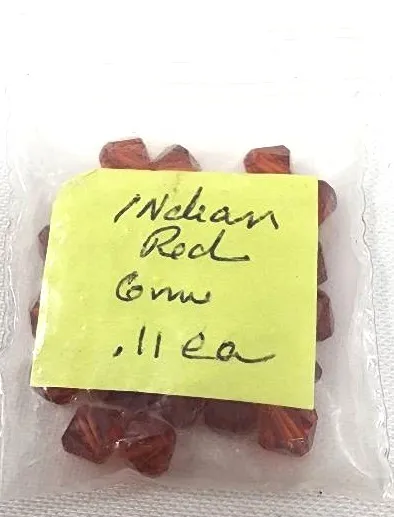 INdian
Red
6mm
.11 ea